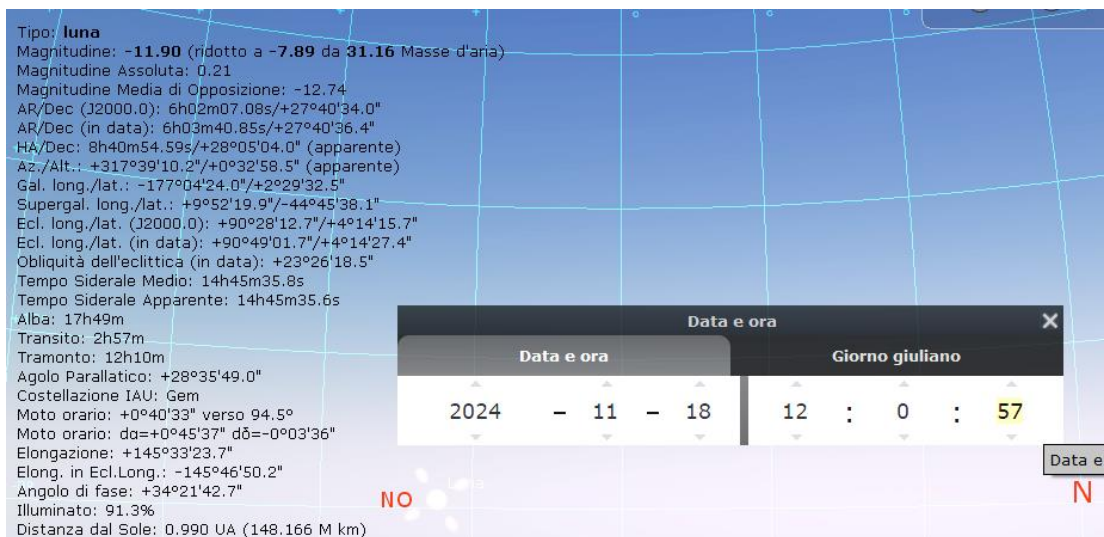 Tipo: luna
Magnitudine: -11.90 (ridotto a -7.89 da 31.16 Masse d'aria)
Magnitudine Assoluta: 0.21
Magnitudine Media di Opposizione: -12.74
AR/Dec (J2000.0): 6h02m07.08s/+27°40'34.0"
AR/Dec (in data): 6h03m40.85s/+27°40'36.4"
HA/Dec: 8h40m54.59s/+28°05'04.0" (apparente)
Az./Alt.: +317°39'10.2"/+0°32'58.5" (apparente)
Gal. long./lat.: -177°04'24.0"/+2°29'32.5"
Supergal. long./lat.: +9°52'19.9"/-44°45'38.1"
Ecl. long./lat. (J2000.0): +90°28'12.7"/+4°14'15.7"
Ecl. long./lat. (in data): +90°49'01.7"/+4°14'27.4"
Obliquità dell'eclittica (in data): +23°26'18.5"
Tempo Siderale Medio: 14h45m35.8s
Tempo Siderale Apparente: 14h45m35.6s
Alba: 17h49m
Transito: 2h57m
Tramonto: 12h10m
Agolo Parallatico: +28°35'49.0"
Costellazione IAU: Gem
Moto orario: +0°40'33" verso 94.5°
Moto orario: dα=+0°45'37" dδ=-0°03'36"
Elongazione: +145°33'23.7"
Elong. in Ecl.Long.: -145°46'50.2"
Angolo di fase: +34°21'42.7"
Illuminato: 91.3%
Distanza dal Sole: 0.990 UA (148.166 M km)
Data e ora ×
Data e ora Giorno giuliano
2024 – 11 – 18 12 : 0 : 57
Data e
Luna
NO
N